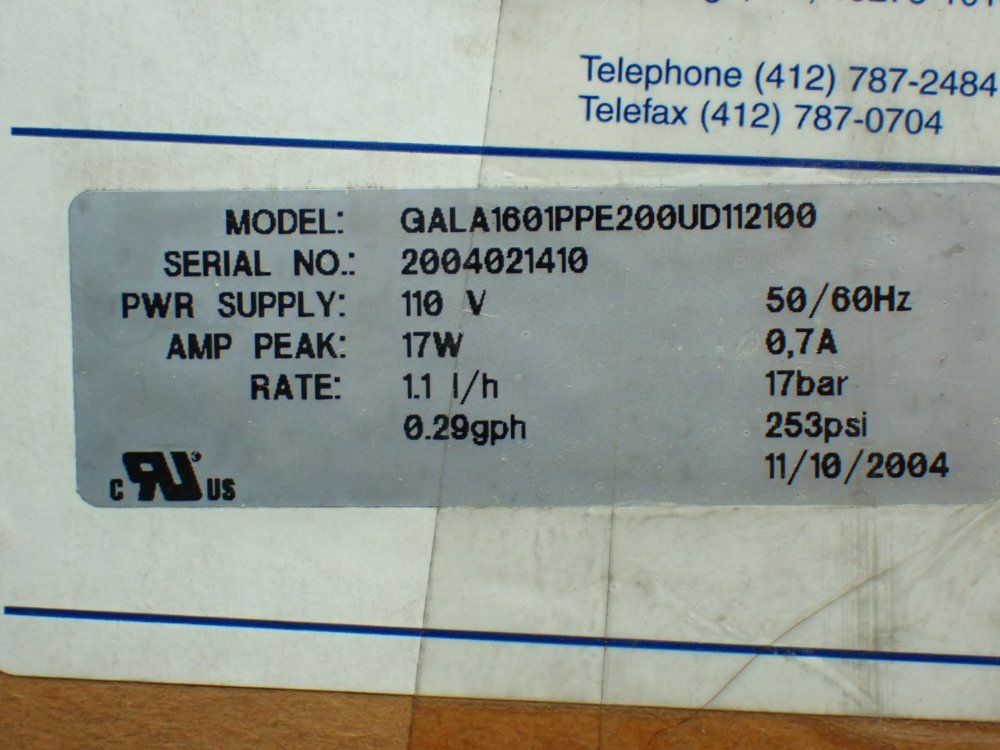 Telephone (412) 787-2484
Telefax (412) 787-0704
MODEL: GALA1601PPE200UD112100
SERIAL NO.: 2004021410
PWR SUPPLY: 110 V 50/60Hz
AMP PEAK: 17W 0,7A
RATE: 1.1 l/h 17bar
0.29gph 253psi
11/10/2004
C RU US